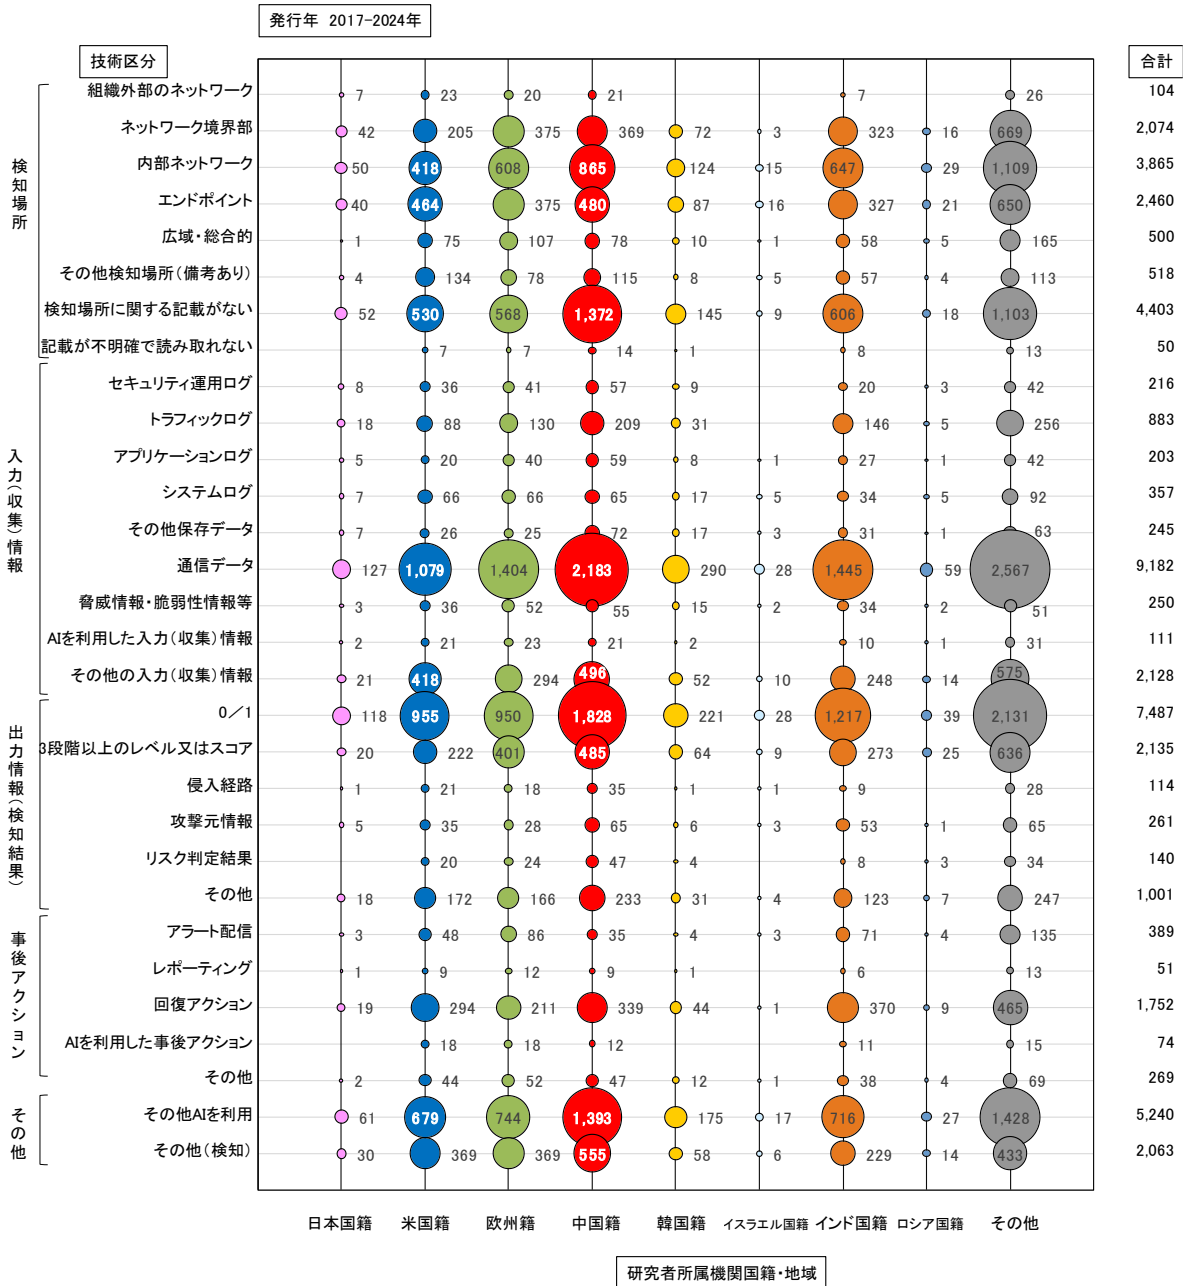 発行年 2017-2024年
技術区分
合計
検知場所
組織外部のネットワーク 7 23 20 21 7 26 104
ネットワーク境界部 42 205 375 369 72 3 323 16 669 2,074
内部ネットワーク 50 418 608 865 124 15 647 29 1,109 3,865
エンドポイント 40 464 375 480 87 16 327 21 650 2,460
広域・総合的 1 75 107 78 10 1 58 5 165 500
その他検知場所(備考あり) 4 134 78 115 8 5 57 4 113 518
検知場所に関する記載がない 52 530 568 1,372 145 9 606 18 1,103 4,403
記載が不明確で読み取れない 7 7 14 1 8 13 50
入力(収集)情報
セキュリティ運用ログ 8 36 41 57 9 20 3 42 216
トラフィックログ 18 88 130 209 31 146 5 256 883
アプリケーションログ 5 20 40 59 8 1 27 1 42 203
システムログ 7 66 66 65 17 5 34 5 92 357
その他保存データ 7 26 25 72 17 3 31 1 63 245
通信データ 127 1,079 1,404 2,183 290 28 1,445 59 2,567 9,182
脅威情報・脆弱性情報等 3 36 52 55 15 2 34 2 51 250
AIを利用した入力(収集)情報 2 21 23 21 2 10 1 31 111
その他の入力(収集)情報 21 418 294 496 52 10 248 14 575 2,128
出力情報(検知結果)
0/1 118 955 950 1,828 221 28 1,217 39 2,131 7,487
3段階以上のレベル又はスコア 20 222 401 485 64 9 273 25 636 2,135
侵入経路 1 21 18 35 1 1 9 28 114
攻撃元情報 5 35 28 65 6 3 53 1 65 261
リスク判定結果 20 24 47 4 8 3 34 140
その他 18 172 166 233 31 4 123 7 247 1,001
事後アクション
アラート配信 3 48 86 35 4 3 71 4 135 389
レポーティング 1 9 12 9 1 6 13 51
回復アクション 19 294 211 339 44 1 370 9 465 1,752
AIを利用した事後アクション 18 18 12 11 15 74
その他 2 44 52 47 12 1 38 4 69 269
その他
その他AIを利用 61 679 744 1,393 175 17 716 27 1,428 5,240
その他(検知) 30 369 369 555 58 6 229 14 433 2,063
日本国籍 米国籍 欧州籍 中国籍 韓国籍 イスラエル国籍 インド国籍 ロシア国籍 その他
研究者所属機関国籍・地域